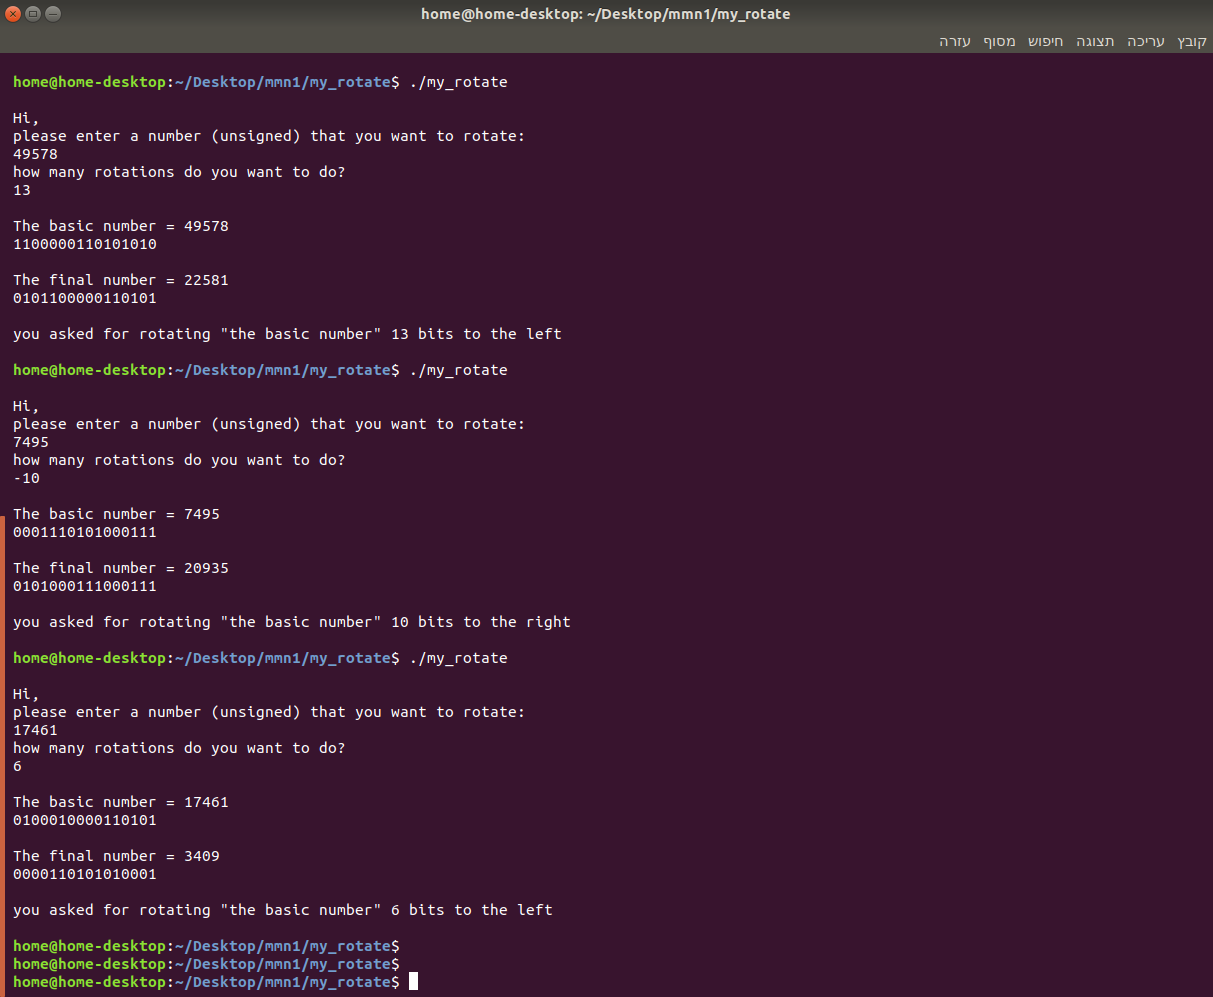 home@home-desktop: ~/Desktop/mmn1/my_rotate
קובץ עריכה תצוגה חיפוש מסוף עזרה
home@home-desktop:~/Desktop/mmn1/my_rotate$ ./my_rotate
Hi,
please enter a number (unsigned) that you want to rotate:
49578
how many rotations do you want to do?
13
The basic number = 49578
1100000110101010
The final number = 22581
0101100000110101
you asked for rotating "the basic number" 13 bits to the left
home@home-desktop:~/Desktop/mmn1/my_rotate$ ./my_rotate
Hi,
please enter a number (unsigned) that you want to rotate:
7495
how many rotations do you want to do?
-10
The basic number = 7495
0001110101000111
The final number = 20935
0101000111000111
you asked for rotating "the basic number" 10 bits to the right
home@home-desktop:~/Desktop/mmn1/my_rotate$ ./my_rotate
Hi,
please enter a number (unsigned) that you want to rotate:
17461
how many rotations do you want to do?
6
The basic number = 17461
0100010000110101
The final number = 3409
0000110101010001
you asked for rotating "the basic number" 6 bits to the left
home@home-desktop:~/Desktop/mmn1/my_rotate$
home@home-desktop:~/Desktop/mmn1/my_rotate$
home@home-desktop:~/Desktop/mmn1/my_rotate$